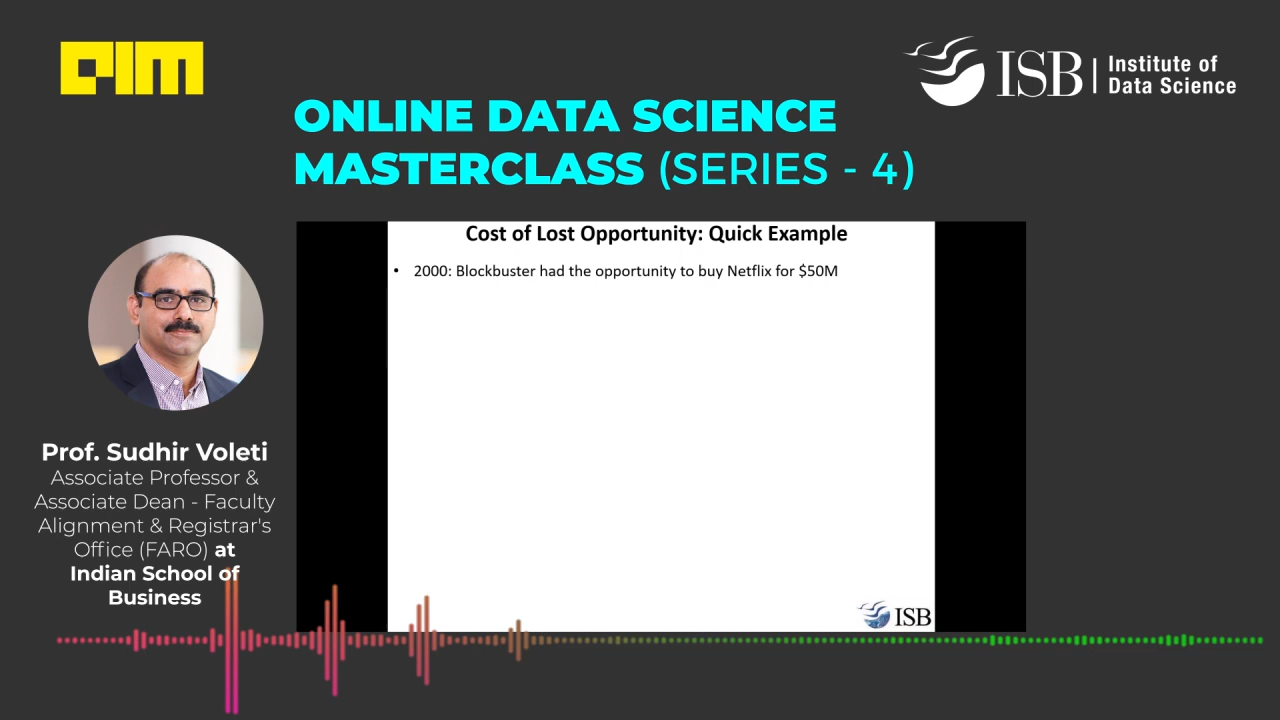 AIM
ISB | Institute of
Data Science
ONLINE DATA SCIENCE
MASTERCLASS (SERIES - 4)
Cost of Lost Opportunity: Quick Example
• 2000: Blockbuster had the opportunity to buy Netflix for $50M
Prof. Sudhir Voleti
Associate Professor &
Associate Dean - Faculty
Alignment & Registrar's
Office (FARO) at
Indian School of
Business
ISB